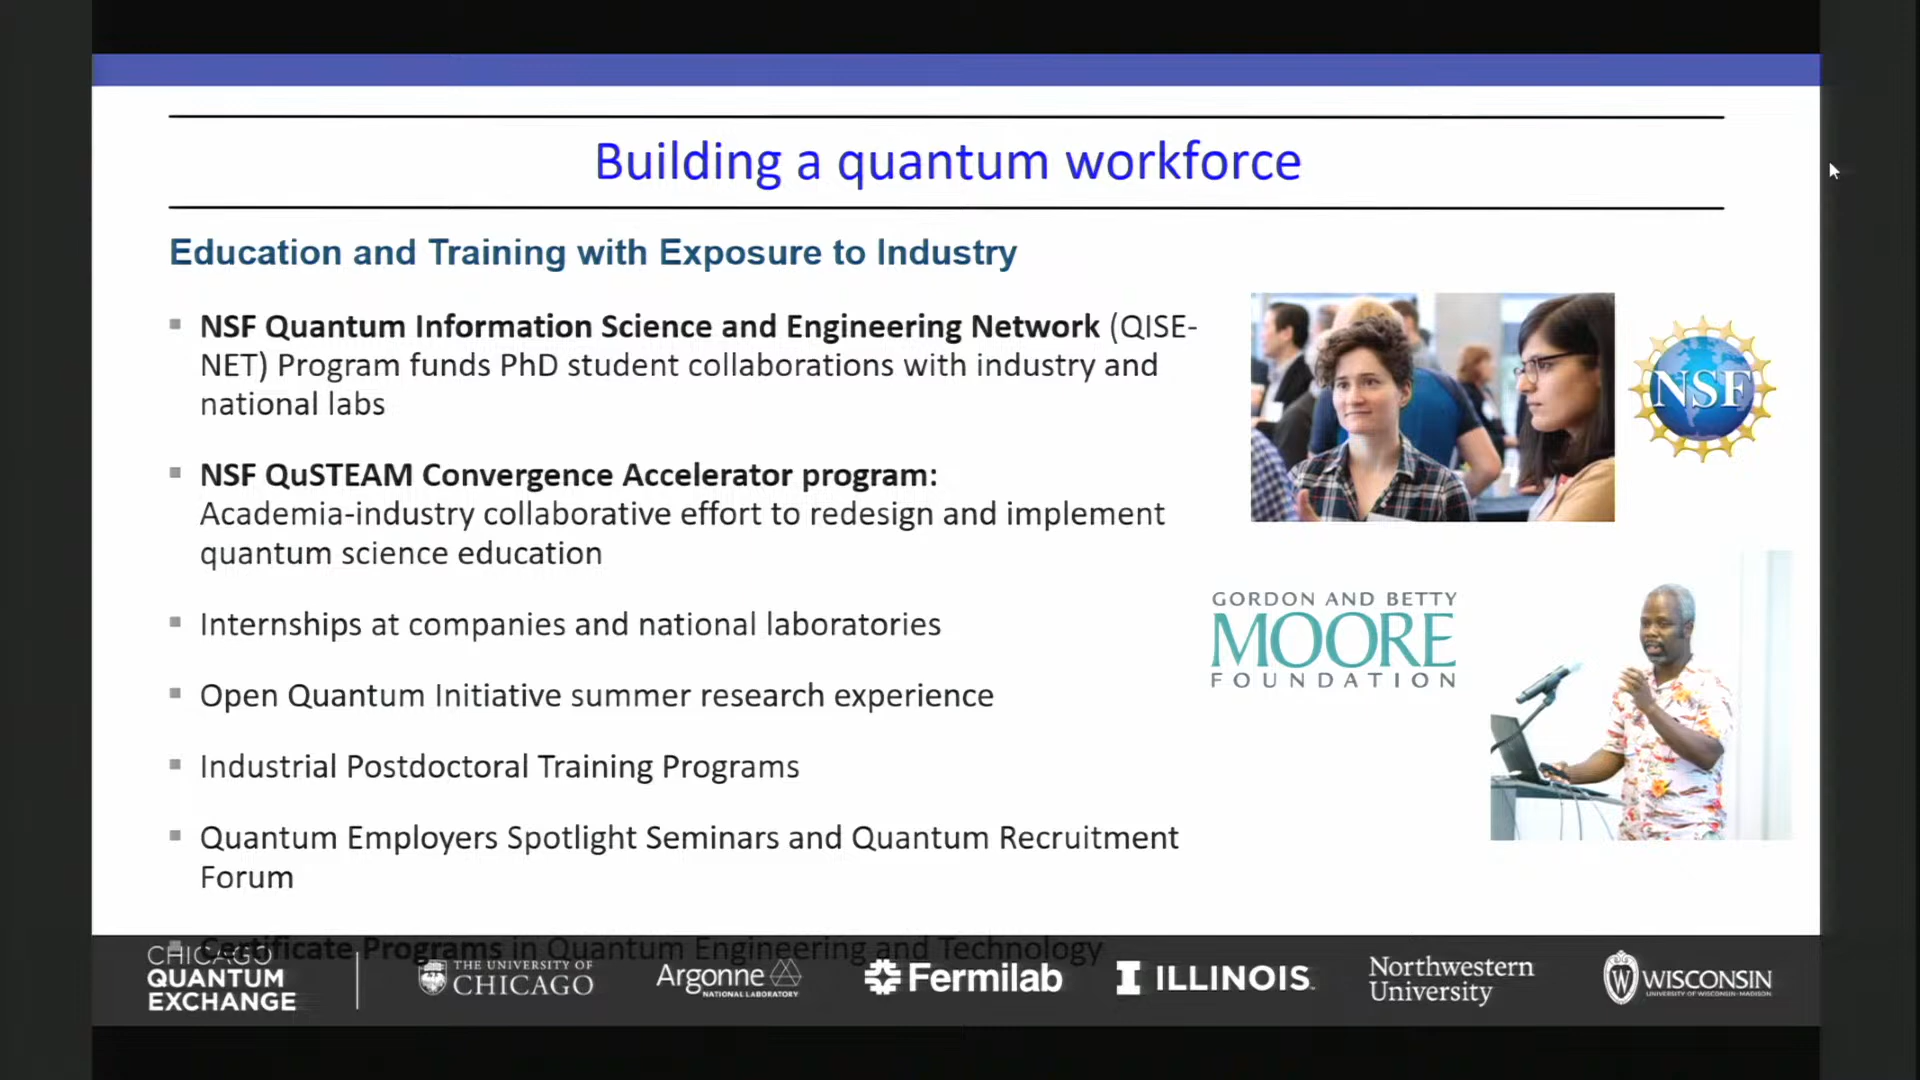 Building a quantum workforce
Education and Training with Exposure to Industry
NSF Quantum Information Science and Engineering Network (QISE-
NET) Program funds PhD student collaborations with industry and
national labs
NSF QuSTEAM Convergence Accelerator program:
Academia-industry collaborative effort to redesign and implement
quantum science education
Internships at companies and national laboratories
Open Quantum Initiative summer research experience
Industrial Postdoctoral Training Programs
Quantum Employers Spotlight Seminars and Quantum Recruitment
Forum
Certificate Programs in Quantum Engineering and Technology
NSF
GORDON AND BETTY
MOORE
FOUNDATION
CHICAGO
QUANTUM
EXCHANGE
THE UNIVERSITY OF
CHICAGO
Argonne
NATIONAL LABORATORY
Fermilab
I ILLINOIS
Northwestern
University
W WISCONSIN
UNIVERSITY OF WISCONSIN-MADISON